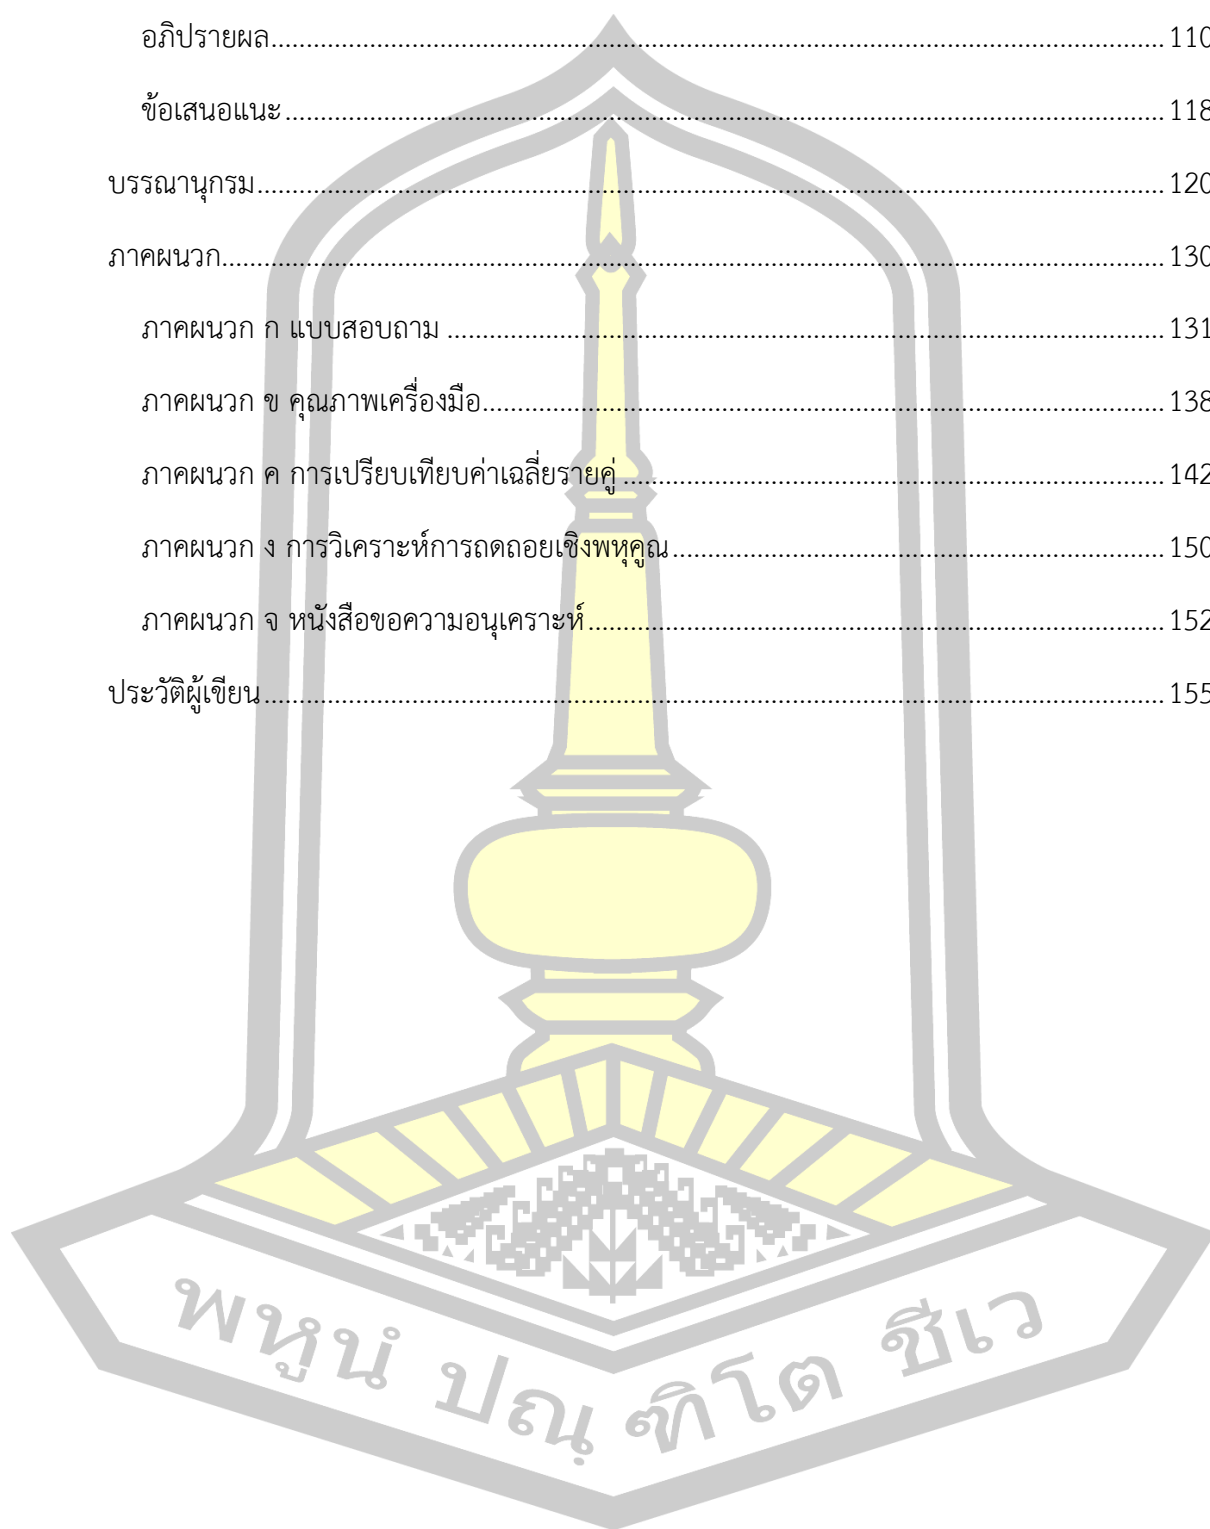 อภิปรายผล........................................................................................................................... 110
ข้อเสนอแนะ......................................................................................................................... 118
บรรณานุกรม............................................................................................................................. 120
ภาคผนวก.................................................................................................................................. 130
ภาคผนวก ก แบบสอบถาม .................................................................................................... 131
ภาคผนวก ข คุณภาพเครื่องมือ............................................................................................... 138
ภาคผนวก ค การเปรียบเทียบค่าเฉลี่ยรายคู่ ............................................................................ 142
ภาคผนวก ง การวิเคราะห์การถดถอยเชิงพหุคูณ..................................................................... 150
ภาคผนวก จ หนังสือขอความอนุเคราะห์................................................................................. 152
ประวัติผู้เขียน............................................................................................................................ 155
พหูนํ ปณฺ ฑิโต ชีเว